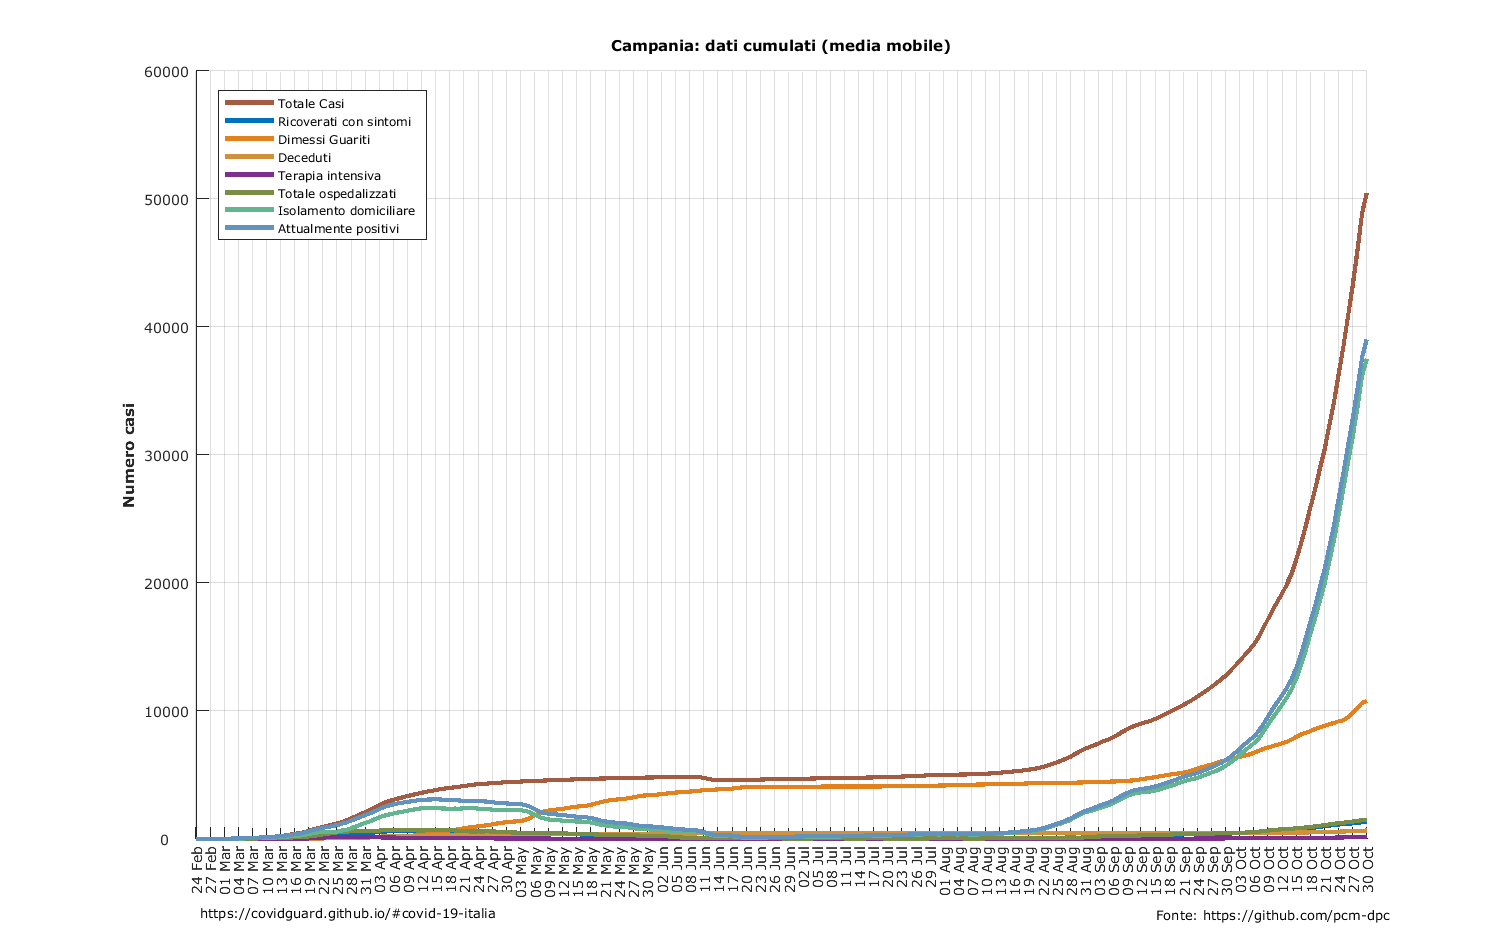 Campania: dati cumulati (media mobile)
60000
50000
40000
30000
20000
10000
0
Numero casi
Totale Casi
Ricoverati con sintomi
Dimessi Guariti
Deceduti
Terapia intensiva
Totale ospedalizzati
Isolamento domiciliare
Attualmente positivi
24 Feb
27 Feb
01 Mar
04 Mar
07 Mar
10 Mar
13 Mar
16 Mar
19 Mar
22 Mar
25 Mar
28 Mar
31 Mar
03 Apr
06 Apr
09 Apr
12 Apr
15 Apr
18 Apr
21 Apr
24 Apr
27 Apr
30 Apr
03 May
06 May
09 May
12 May
15 May
18 May
21 May
24 May
27 May
30 May
02 Jun
05 Jun
08 Jun
11 Jun
14 Jun
17 Jun
20 Jun
23 Jun
26 Jun
29 Jun
02 Jul
05 Jul
08 Jul
11 Jul
14 Jul
17 Jul
20 Jul
23 Jul
26 Jul
29 Jul
01 Aug
04 Aug
07 Aug
10 Aug
13 Aug
16 Aug
19 Aug
22 Aug
25 Aug
28 Aug
31 Aug
03 Sep
06 Sep
09 Sep
12 Sep
15 Sep
18 Sep
21 Sep
24 Sep
27 Sep
30 Sep
03 Oct
06 Oct
09 Oct
12 Oct
15 Oct
18 Oct
21 Oct
24 Oct
27 Oct
30 Oct
https://covidguard.github.io/#covid-19-italia
Fonte: https://github.com/pcm-dpc